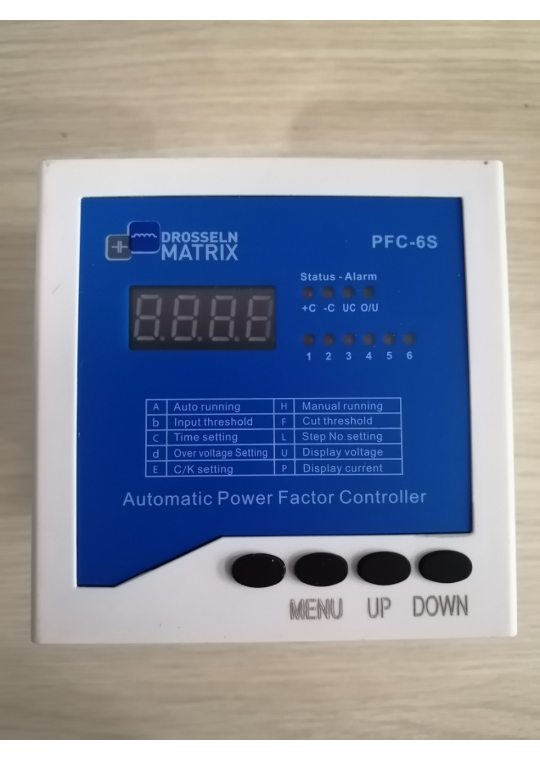 DROSSELN
MATRIX
PFC-6S
Status - Alarm
+C -C UC O/U
1 2 3 4 5 6
A Auto running H Manual running
b Input threshold F Cut threshold
C Time setting L Step No.setting
d Over voltage Setting U Display voltage
E C/K setting P Display current
Automatic Power Factor Controller
MENU UP DOWN